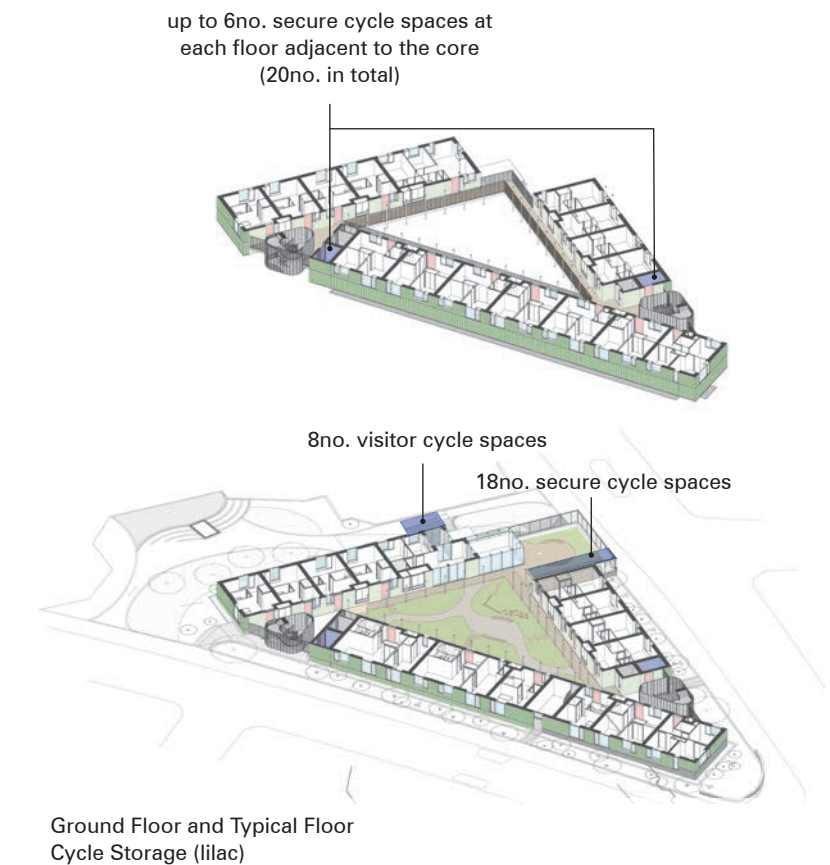 up to 6no. secure cycle spaces at
each floor adjacent to the core
(20no. in total)
8no. visitor cycle spaces
18no. secure cycle spaces
Ground Floor and Typical Floor
Cycle Storage (lilac)